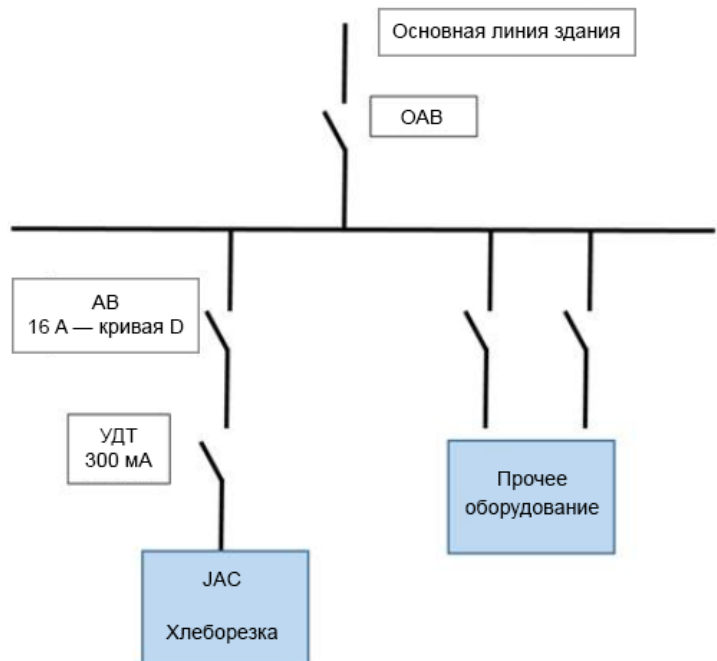 Основная линия здания
ОАВ
АВ
16 А — кривая D
УДТ
300 мА
Прочее
оборудование
JAC
Хлеборезка